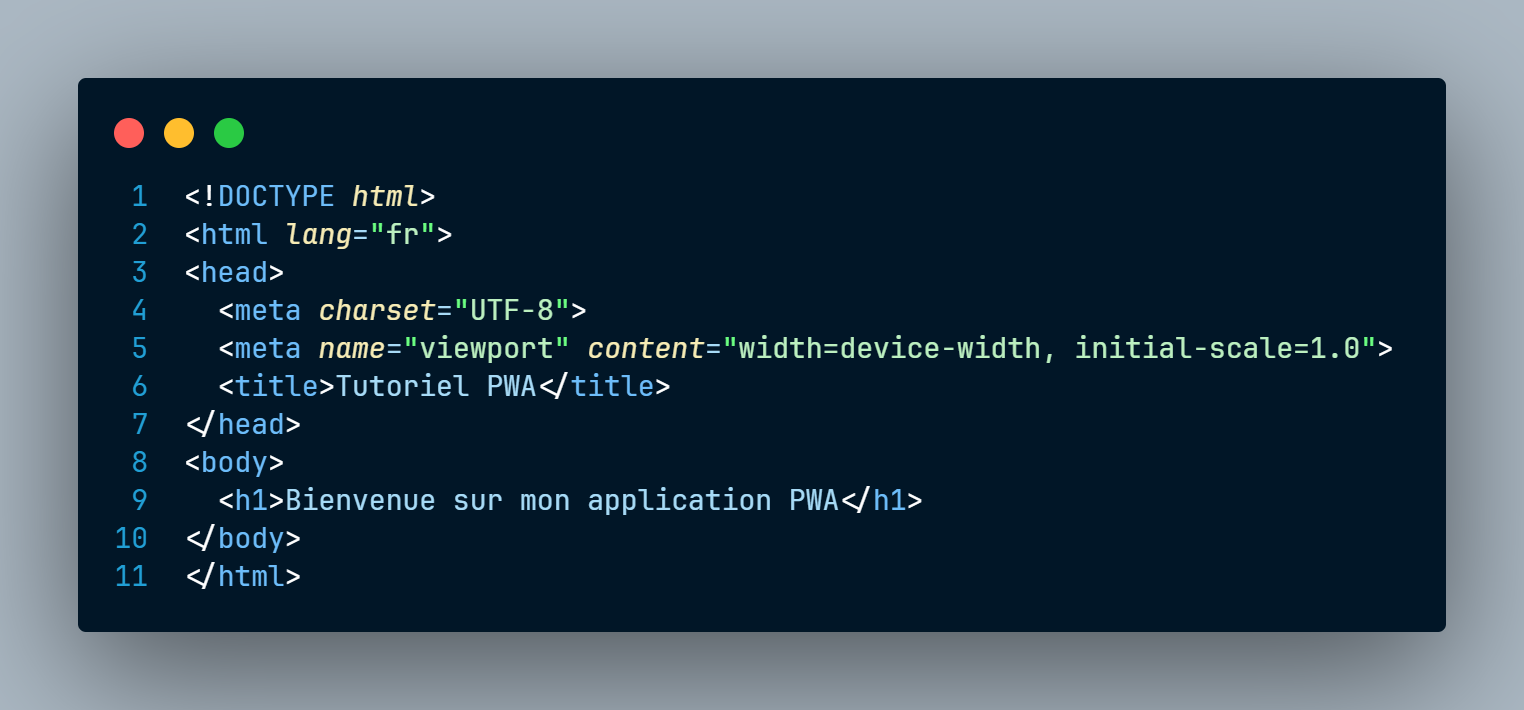 1 <!DOCTYPE html>
2 <html lang="fr">
3 <head>
4   <meta charset="UTF-8">
5   <meta name="viewport" content="width=device-width, initial-scale=1.0">
6   <title>Tutoriel PWA</title>
7 </head>
8 <body>
9   <h1>Bienvenue sur mon application PWA</h1>
10 </body>
11 </html>